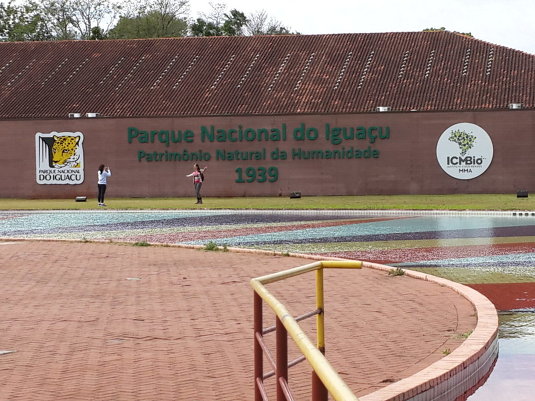 Parque Nacional do Iguaçu
Patrimônio Natural da Humanidade
1939
PARQUE NACIONAL
DO IGUAÇU
ICMBio
MMA